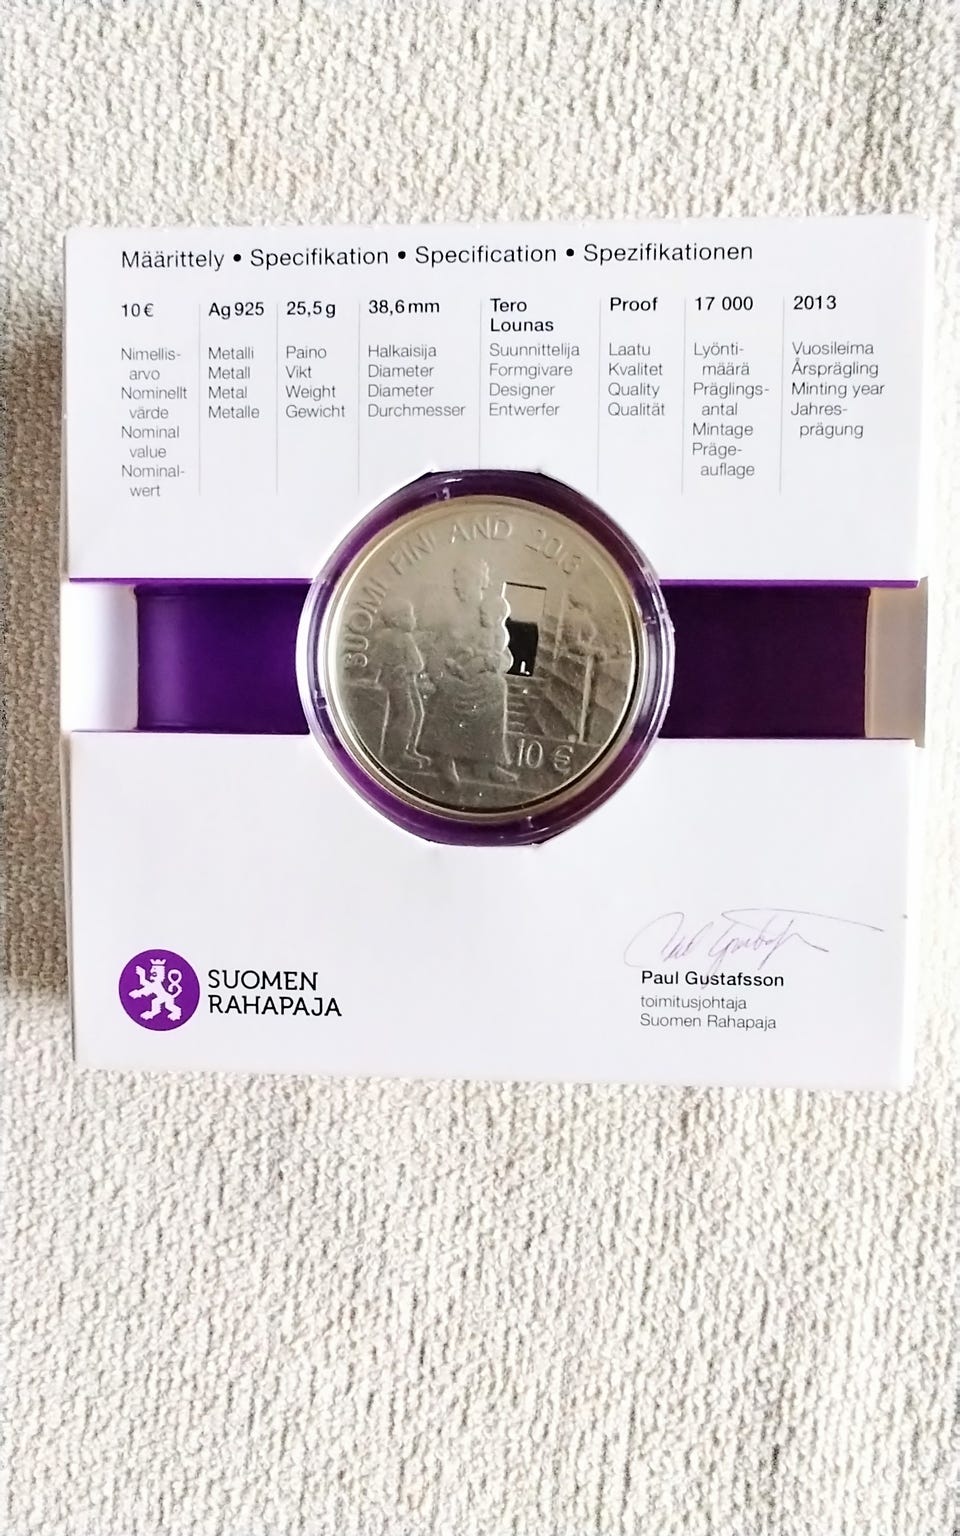 Määrittely • Specifikation • Specification • Spezifikationen
10 €
Nimellis-
arvo
Nominellt
värde
Nominal
value
Nominal-
wert
Ag 925
Metalli
Metall
Metal
Metalle
25,5 g
Paino
Vikt
Weight
Gewicht
38,6 mm
Halkaisija
Diameter
Diameter
Durchmesser
Tero
Lounas
Suunnittelija
Formgivare
Designer
Entwerfer
Proof
Laatu
Kvalitet
Quality
Qualität
17 000
Lyönti-
määrä
Präglings-
antal
Mintage
Präge-
auflage
2013
Vuosileima
Årsprägling
Minting year
Jahres-
prägung
SUOMI FINLAND 2013
10 €
SUOMEN
RAHAPAJA
Paul Gustafsson
toimitusjohtaja
Suomen Rahapaja